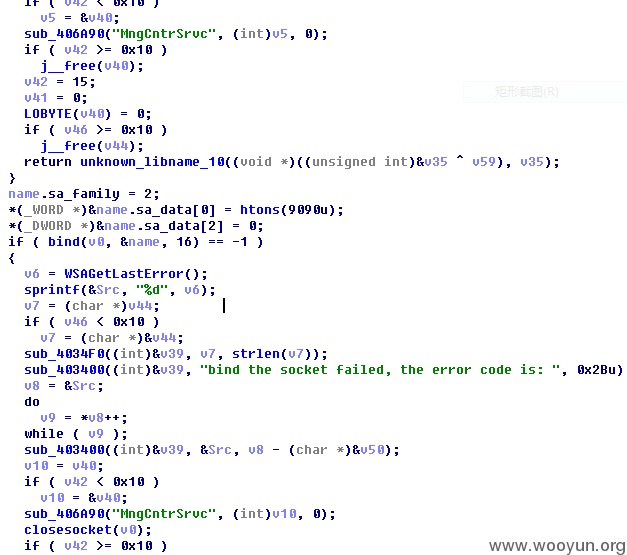 if ( v42 < 0x10 )
v5 = &v40;
sub_406A90("MngCntrSrvc", (int)v5, 0);
if ( v42 >= 0x10 )
j__free(v40);
v42 = 15;
v41 = 0;
LOBYTE(v40) = 0;
if ( v46 >= 0x10 )
j__free(v44);
return unknown_libname_10((void *)((unsigned int)&v35 ^ v59), v35);
}
name.sa_family = 2;
*(_WORD *)&name.sa_data[0] = htons(9090u);
*(_DWORD *)&name.sa_data[2] = 0;
if ( bind(v0, &name, 16) == -1 )
{
v6 = WSAGetLastError();
sprintf(&Src, "%d", v6);
v7 = (char *)v44;
if ( v46 < 0x10 )
v7 = (char *)&v44;
sub_4034F0((int)&v39, v7, strlen(v7));
sub_403400((int)&v39, "bind the socket failed, the error code is: ", 0x2Bu)
v8 = &Src;
do
v9 = *v8++;
while ( v9 );
sub_403400((int)&v39, &Src, v8 - (char *)&v50);
v10 = v40;
if ( v42 < 0x10 )
v10 = &v40;
sub_406A90("MngCntrSrvc", (int)v10, 0);
closesocket(v0);
if ( v42 >= 0x10 )
矩形截图(R)
www.wooyun.org